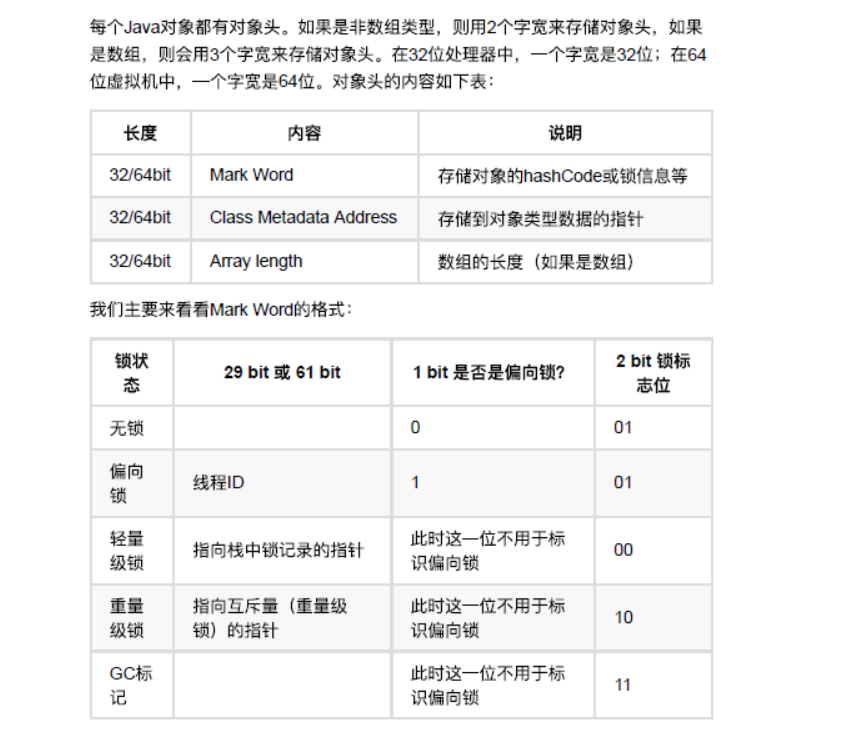 每个Java对象都有对象头。如果是非数组类型，则用2个字宽来存储对象头，如果
是数组，则会用3个字宽来存储对象头。在32位处理器中，一个字宽是32位；在64
位虚拟机中，一个字宽是64位。对象头的内容如下表：
长度 内容 说明
32/64bit Mark Word 存储对象的hashCode或锁信息等
32/64bit Class Metadata Address 存储到对象类型数据的指针
32/64bit Array length 数组的长度（如果是数组）
我们主要来看看Mark Word的格式：
锁状
态
29 bit 或 61 bit
1 bit 是否是偏向锁?
2 bit 锁标
志位
无锁 0 01
偏向
锁
线程ID
1
01
轻量
级锁
指向栈中锁记录的指针
此时这一位不用于标
识偏向锁
00
重量
级锁
指向互斥量（重量级
锁）的指针
此时这一位不用于标
识偏向锁
10
GC标
记
此时这一位不用于标
识偏向锁
11